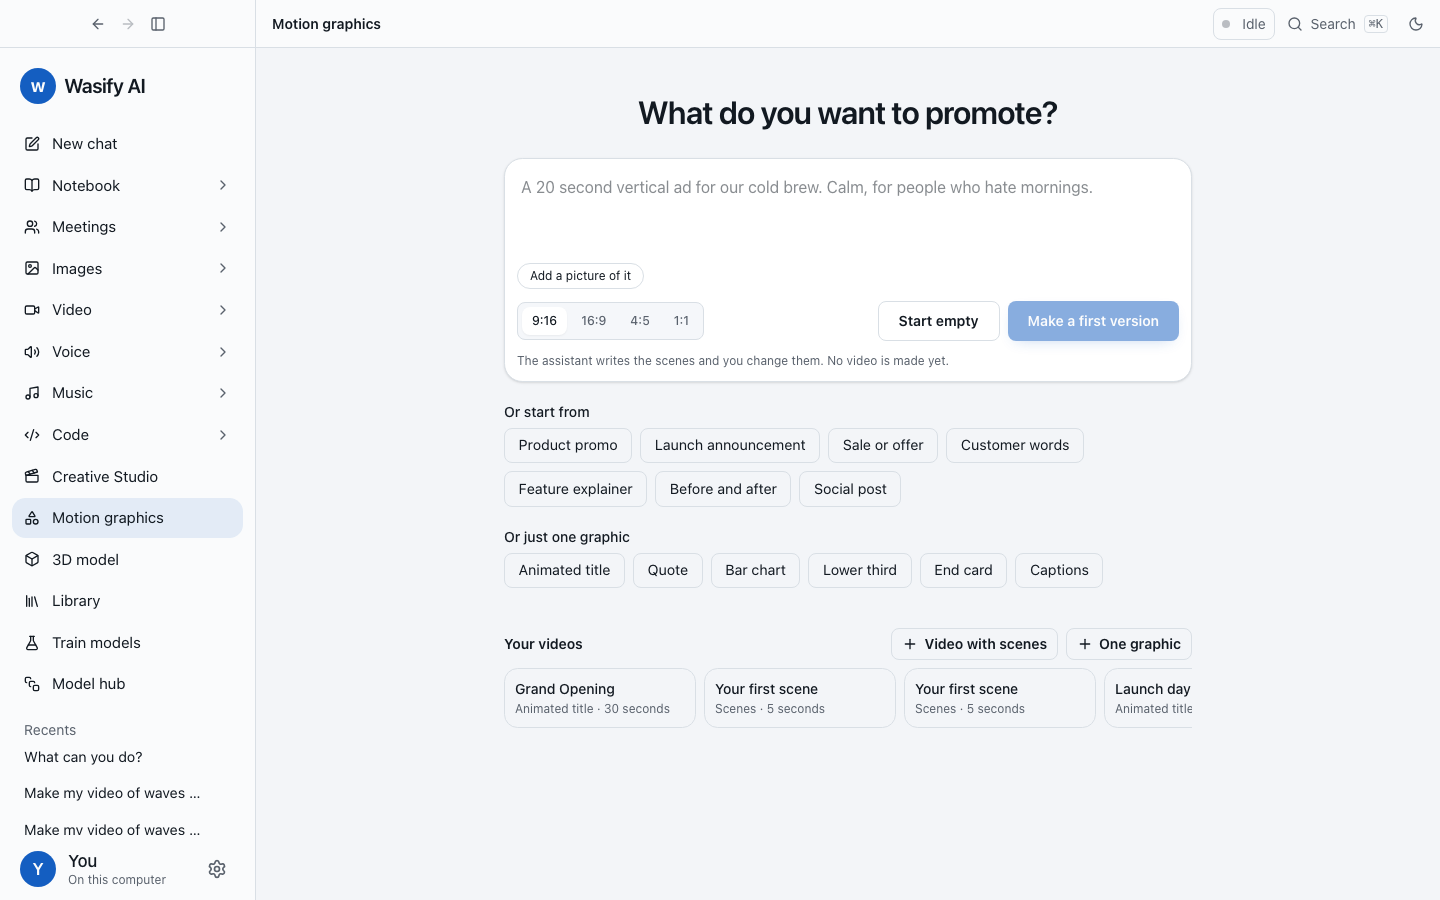 Motion graphics
Idle
Search ⌘K
W Wasify AI
New chat
Notebook
Meetings
Images
Video
Voice
Music
Code
Creative Studio
Motion graphics
3D model
Library
Train models
Model hub
Recents
What can you do?
Make my video of waves ...
Make my video of waves ...
Y You
On this computer
What do you want to promote?
A 20 second vertical ad for our cold brew. Calm, for people who hate mornings.
Add a picture of it
9:16 16:9 4:5 1:1
Start empty Make a first version
The assistant writes the scenes and you change them. No video is made yet.
Or start from
Product promo Launch announcement Sale or offer Customer words
Feature explainer Before and after Social post
Or just one graphic
Animated title Quote Bar chart Lower third End card Captions
Your videos
+ Video with scenes + One graphic
Grand Opening
Animated title · 30 seconds
Your first scene
Scenes · 5 seconds
Your first scene
Scenes · 5 seconds
Launch day
Animated title